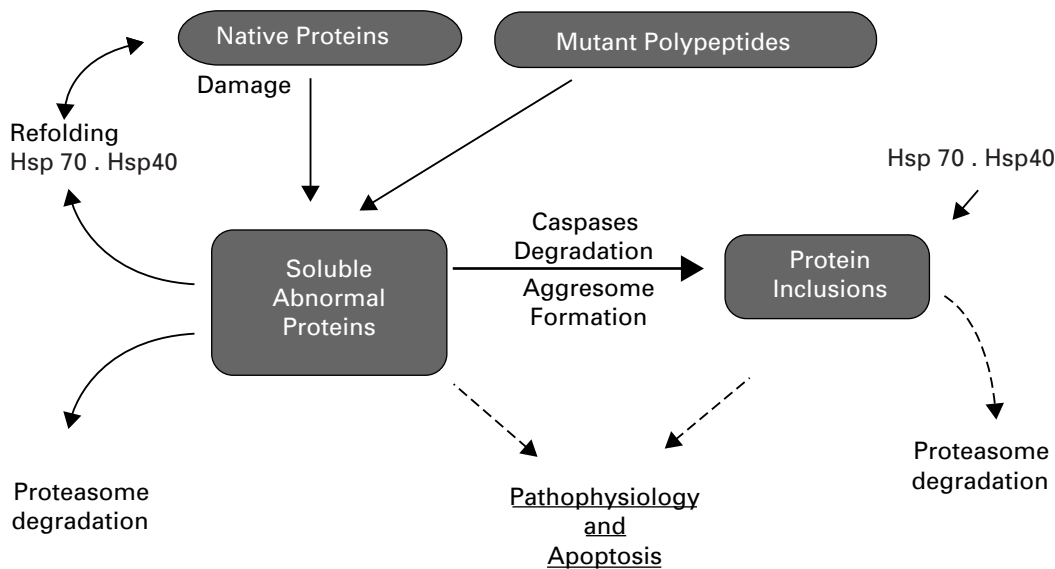 Native Proteins
Mutant Polypeptides
Damage
Refolding
Hsp 70 . Hsp40
Hsp 70 . Hsp40
Caspases
Degradation
Aggresome
Formation
Soluble
Abnormal
Proteins
Protein
Inclusions
Proteasome
degradation
Pathophysiology
and
Apoptosis
Proteasome
degradation